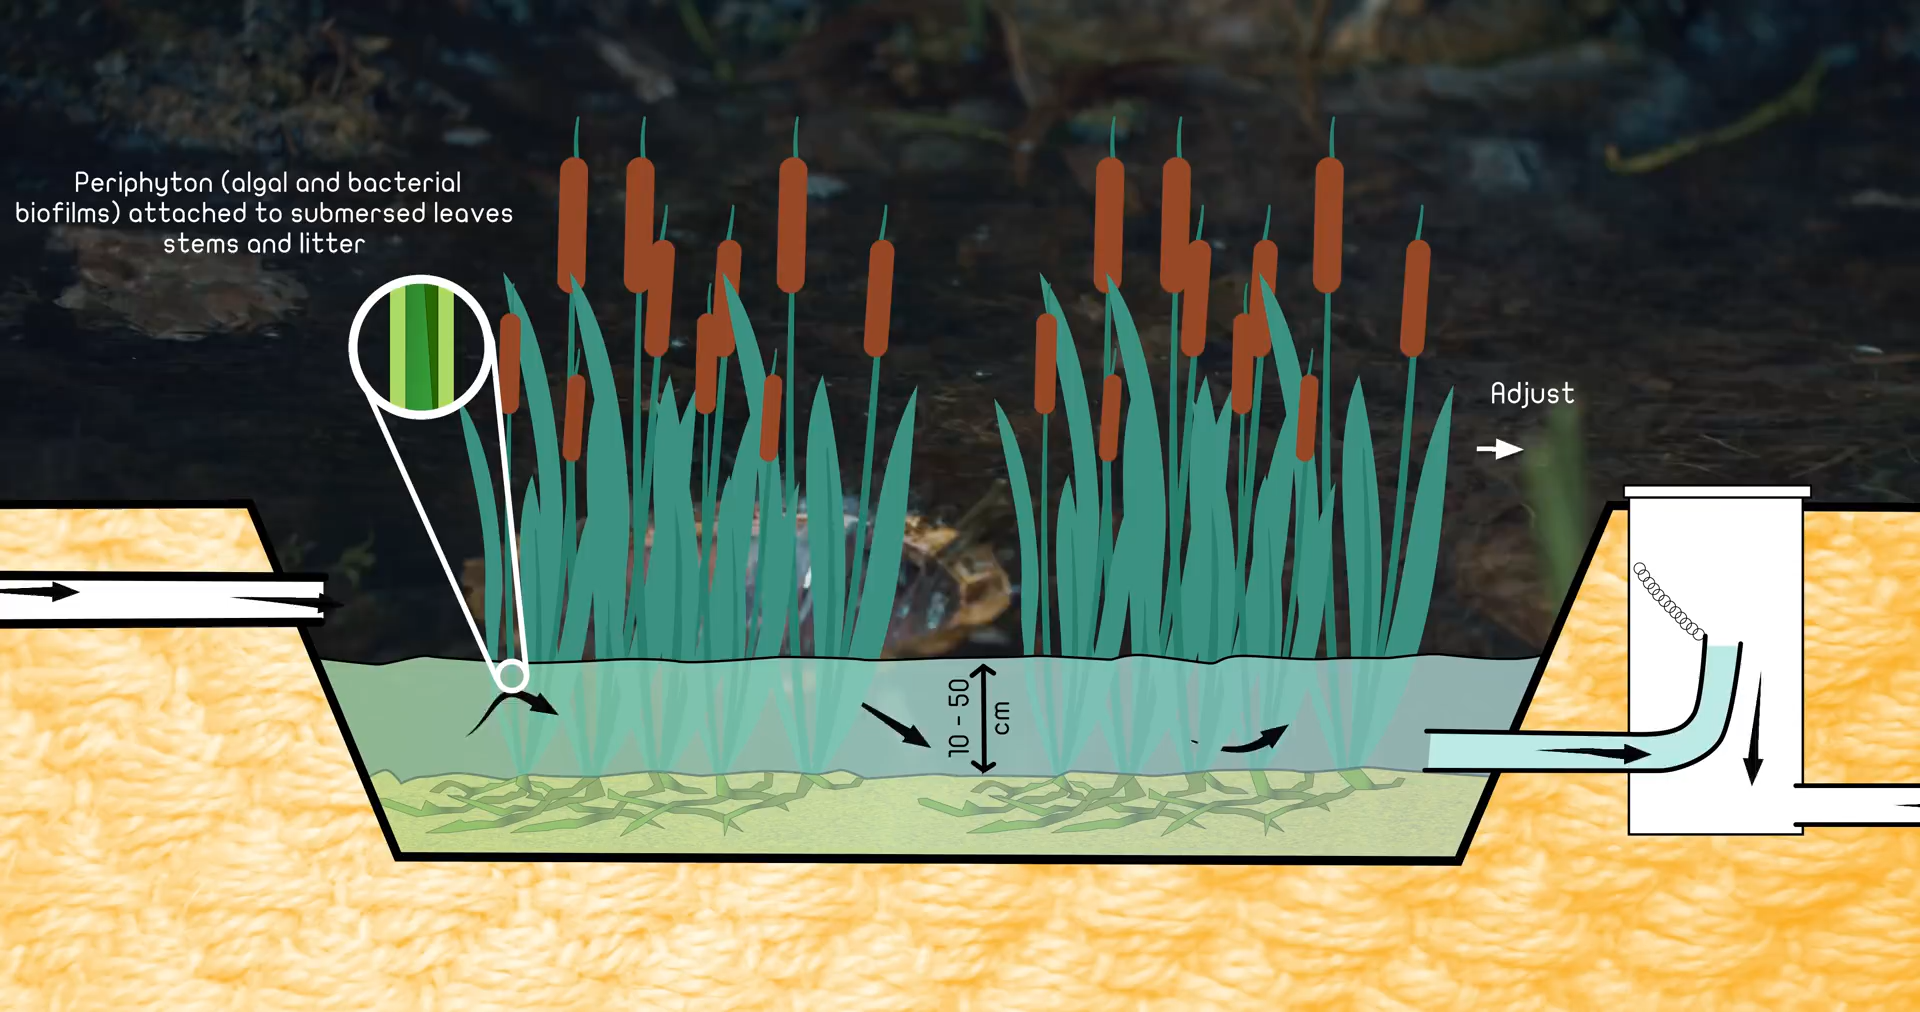 Periphyton (algal and bacterial
biofilms) attached to submersed leaves
stems and litter
Adjust
10 - 50
cm